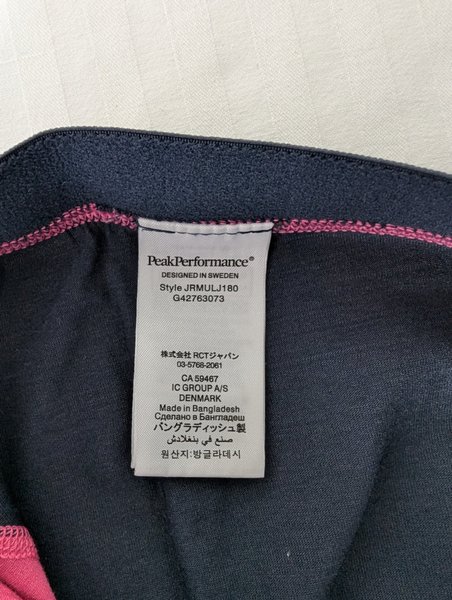 PeakPerformance®
DESIGNED IN SWEDEN
Style JRMULJ180
G42763073
株式会社 RCTジャパン
03-5768-2061
CA 59467
IC GROUP A/S
DENMARK
Made in Bangladesh
Сделано в Бангладеш
バングラディッシュ製
صنع في بنغلادش
원산지:방글라데시